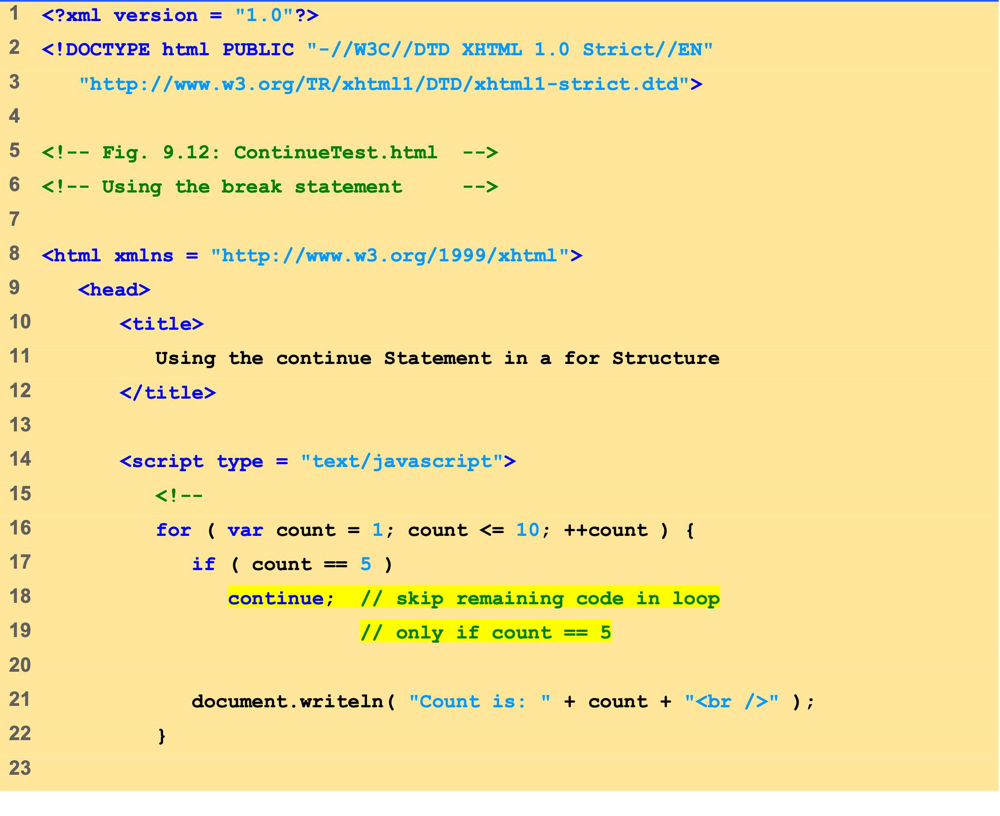 1 <?xml version = "1.0"?>
2 <!DOCTYPE html PUBLIC "-//W3C//DTD XHTML 1.0 Strict//EN"
3    "http://www.w3.org/TR/xhtml1/DTD/xhtml1-strict.dtd">
4
5 <!-- Fig. 9.12: ContinueTest.html  -->
6 <!-- Using the break statement     -->
7
8 <html xmlns = "http://www.w3.org/1999/xhtml">
9    <head>
10       <title>
11          Using the continue Statement in a for Structure
12       </title>
13
14       <script type = "text/javascript">
15          <!--
16          for ( var count = 1; count <= 10; ++count ) {
17             if ( count == 5 )
18                continue;  // skip remaining code in loop
19                           // only if count == 5
20
21             document.writeln( "Count is: " + count + "<br />" );
22          }
23